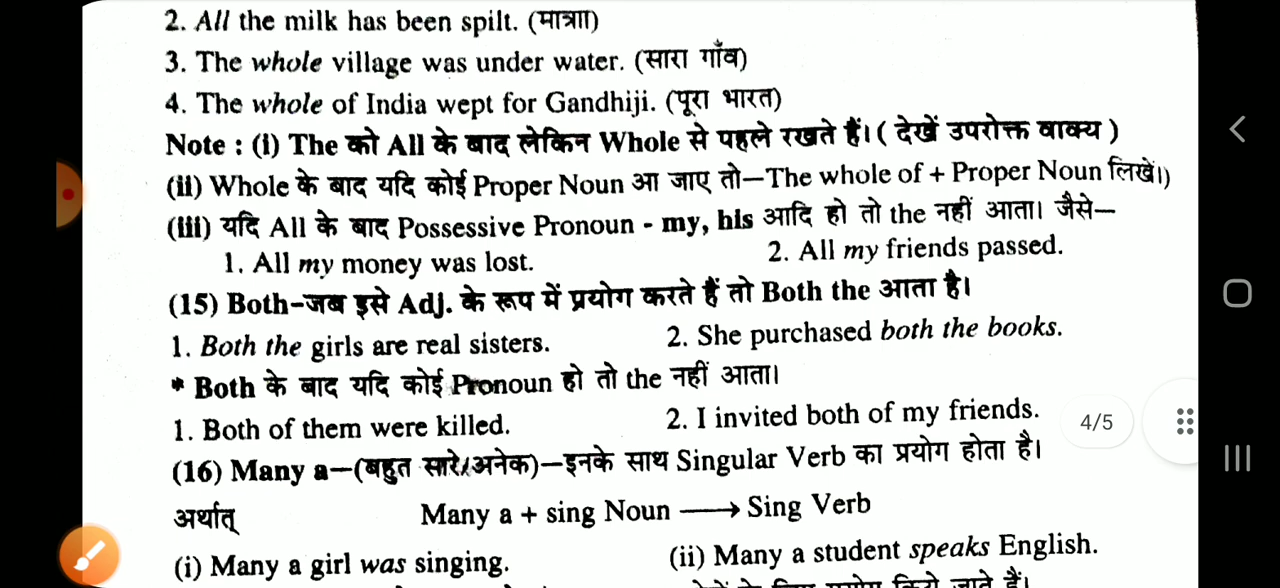 2. All the milk has been spilt. (मात्राा)
3. The whole village was under water. (सारा गाँव)
4. The whole of India wept for Gandhiji. (पूरा भारत)
Note : (i) The को All के बाद लेकिन Whole से पहले रखते हैं। ( देखें उपरोक्त वाक्य )
(ii) Whole के बाद यदि कोई Proper Noun आ जाए तो—The whole of + Proper Noun लिखें।)
(iii) यदि All के बाद Possessive Pronoun - my, his आदि हो तो the नहीं आता। जैसे—
1. All my money was lost. 2. All my friends passed.
(15) Both-जब इसे Adj. के रूप में प्रयोग करते हैं तो Both the आता है।
1. Both the girls are real sisters. 2. She purchased both the books.
* Both के बाद यदि कोई Pronoun हो तो the नहीं आता।
1. Both of them were killed. 2. I invited both of my friends.
4/5
(16) Many a—(बहुत सारे/अनेक)—इनके साथ Singular Verb का प्रयोग होता है।
अर्थात् Many a + sing Noun ⟶ Sing Verb
(i) Many a girl was singing. (ii) Many a student speaks English.